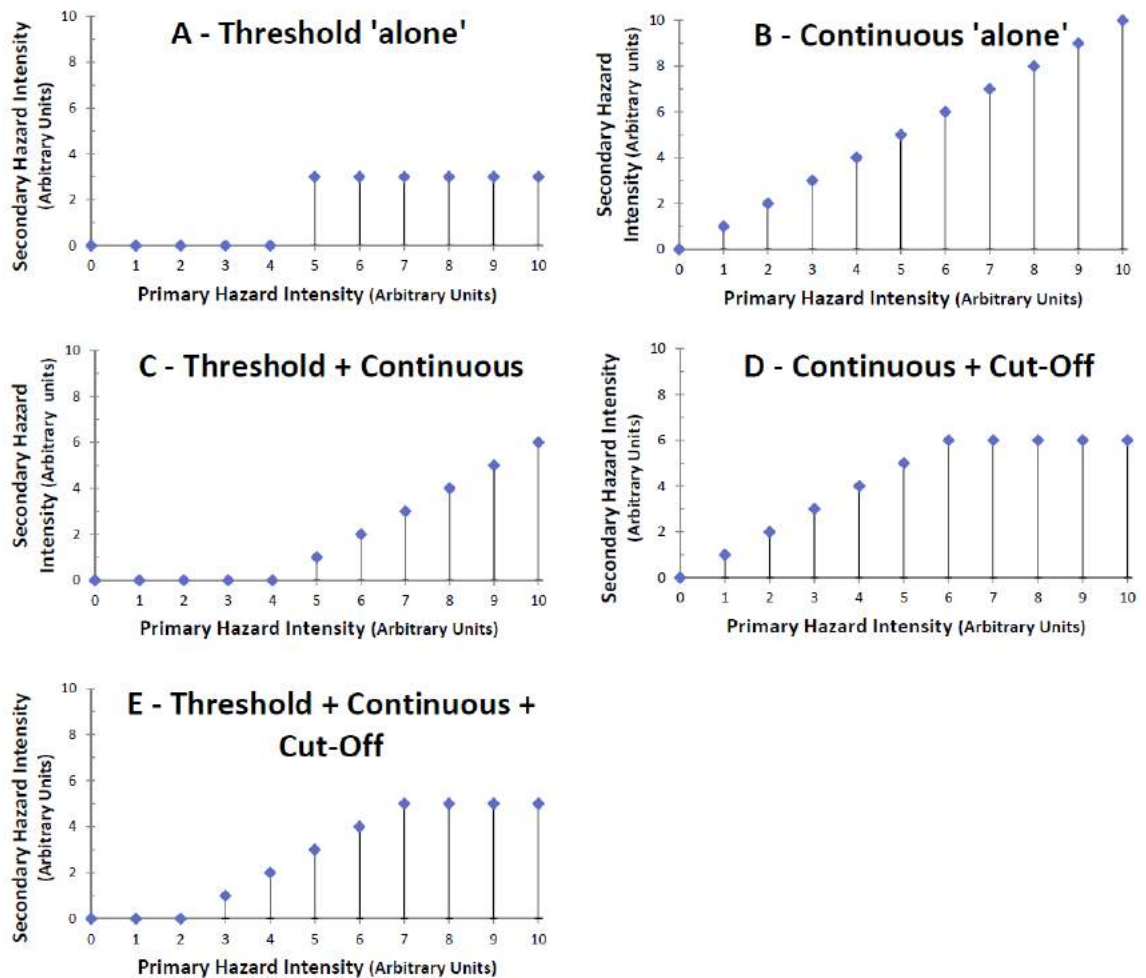 A - Threshold 'alone'
Secondary Hazard Intensity
(Arbitrary Units)
10
8
6
4
2
0
0 1 2 3 4 5 6 7 8 9 10
Primary Hazard Intensity (Arbitrary Units)
B - Continuous 'alone'
Secondary Hazard
Intensity (Arbitrary units)
10
8
6
4
2
0
0 1 2 3 4 5 6 7 8 9 10
Primary Hazard Intensity (Arbitrary Units)
C - Threshold + Continuous
Secondary Hazard
Intensity (Arbitrary units)
10
8
6
4
2
0
0 1 2 3 4 5 6 7 8 9 10
Primary Hazard Intensity (Arbitrary Units)
D - Continuous + Cut-Off
Secondary Hazard Intensity
(Arbitrary Units)
10
8
6
4
2
0
0 1 2 3 4 5 6 7 8 9 10
Primary Hazard Intensity (Arbitrary Units)
E - Threshold + Continuous +
Cut-Off
Secondary Hazard Intensity
(Arbitrary Units)
10
8
6
4
2
0
0 1 2 3 4 5 6 7 8 9 10
Primary Hazard Intensity (Arbitrary Units)